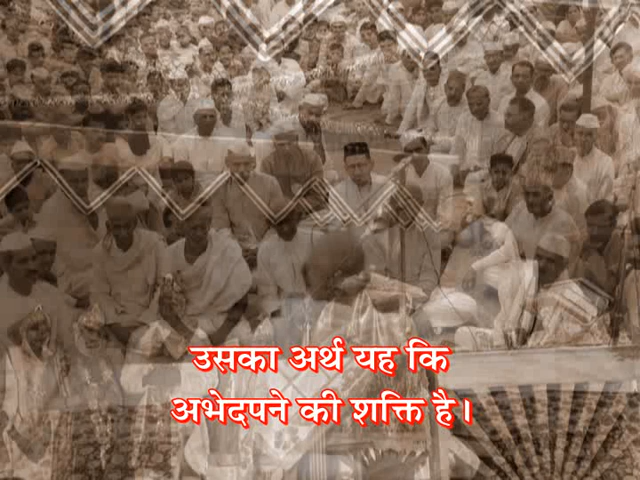 उसका अर्थ यह कि
अभेदपने की शक्ति है।